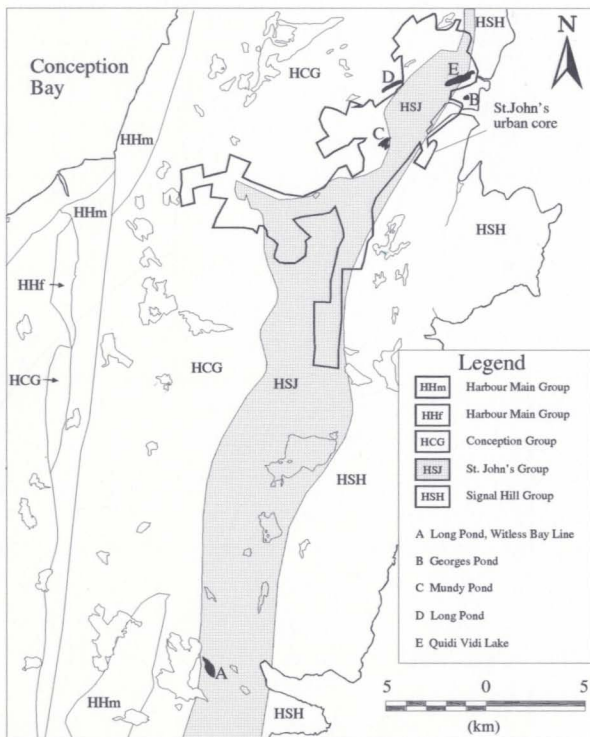 Conception
Bay
HSH
N
HCG
D
E
HSJ
B
St.John's
urban core
HHm
C
HHm
HSH
HHf
HCG
HCG
HSJ
HSH
A
HHm
HSH
Legend
HHm Harbour Main Group
HHf Harbour Main Group
HCG Conception Group
HSJ St. John's Group
HSH Signal Hill Group
A Long Pond, Witless Bay Line
B Georges Pond
C Mundy Pond
D Long Pond
E Quidi Vidi Lake
5 0 5
(km)